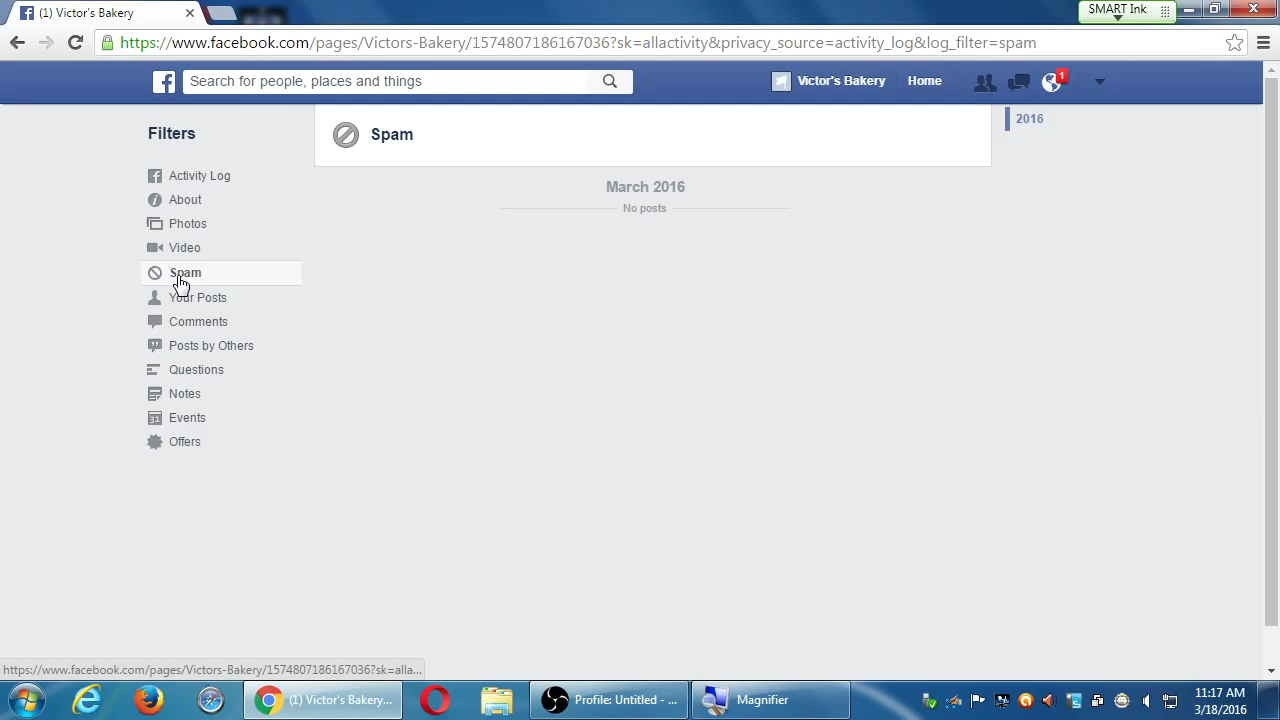 (1) Victor's Bakery
SMART Ink
https://www.facebook.com/pages/Victors-Bakery/1574807186167036?sk=allactivity&privacy_source=activity_log&log_filter=spam
Search for people, places and things
Victor's Bakery
Home
1
Filters
Activity Log
About
Photos
Video
Spam
Your Posts
Comments
Posts by Others
Questions
Notes
Events
Offers
Spam
March 2016
No posts
2016
https://www.facebook.com/pages/Victors-Bakery/1574807186167036?sk=alla...
(1) Victor's Bakery...
Profile: Untitled - ...
Magnifier
11:17 AM
3/18/2016